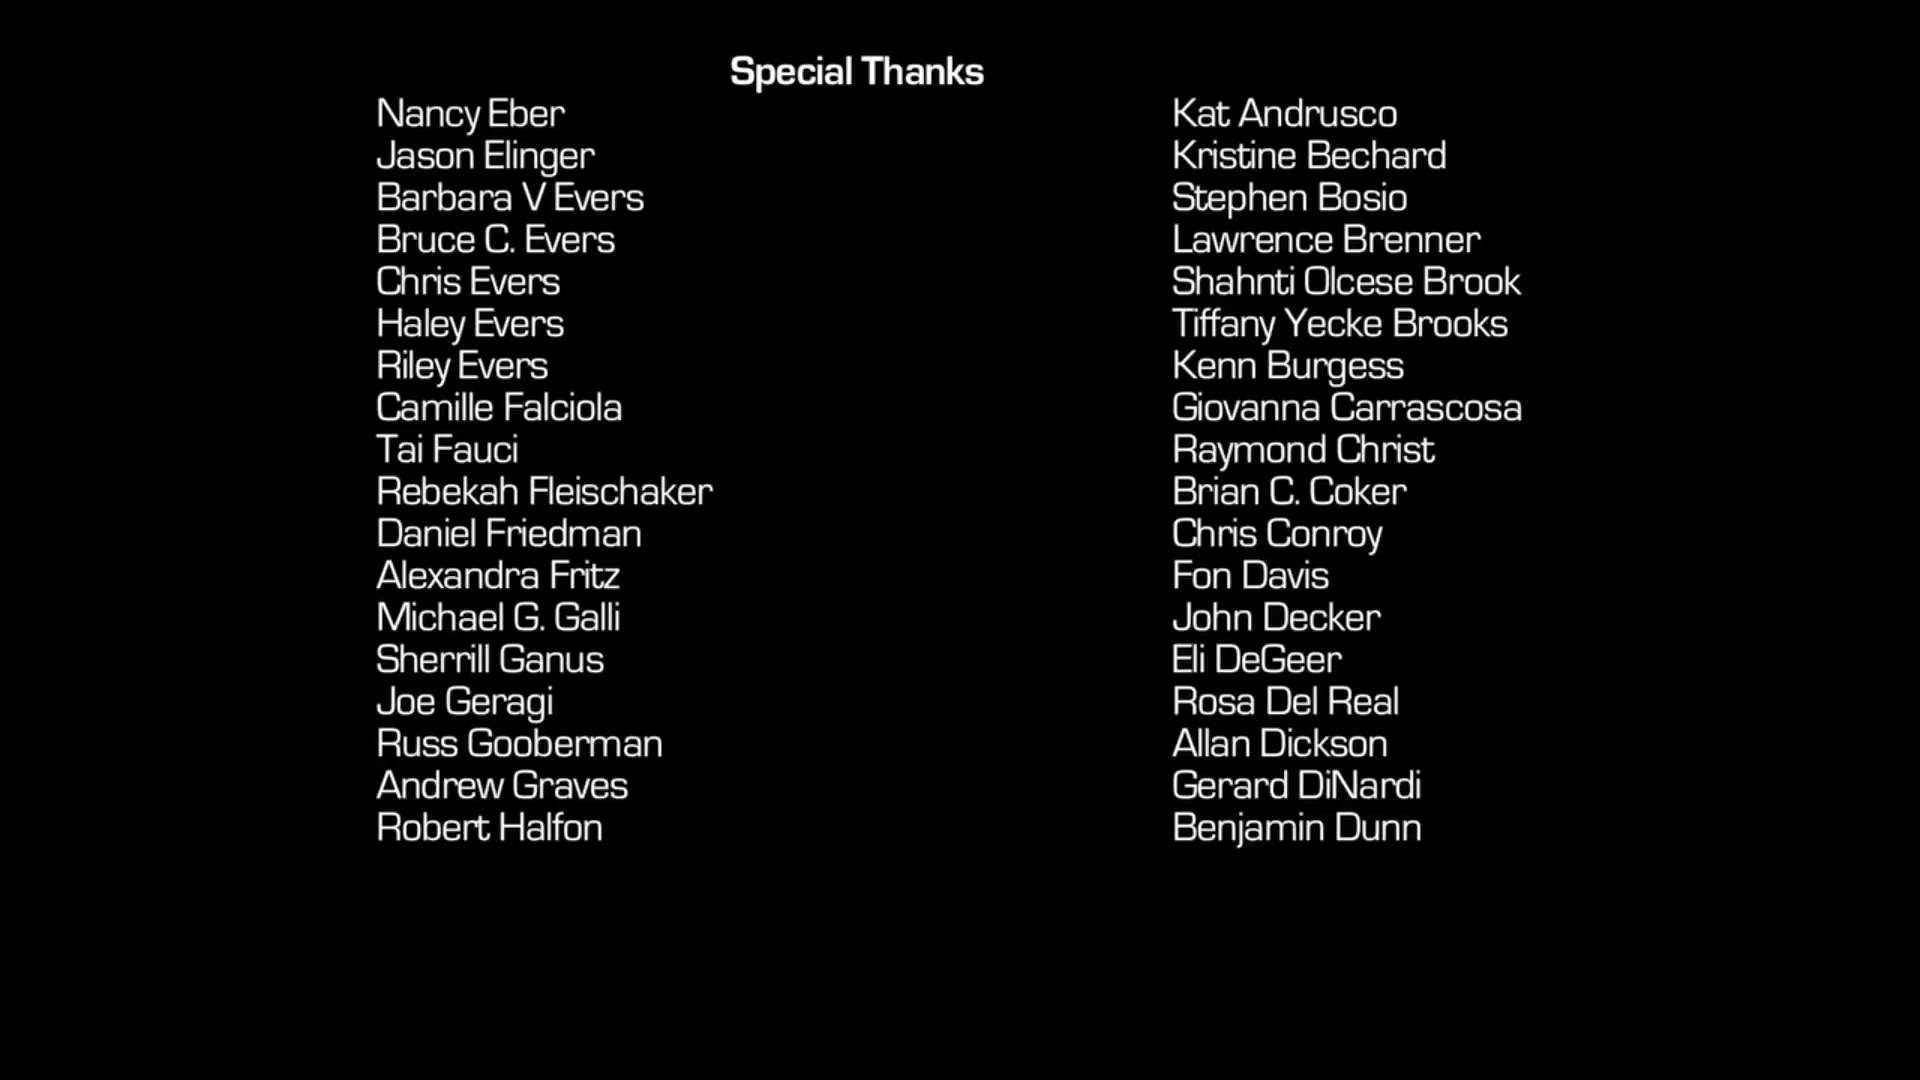 Special Thanks
Nancy Eber
Jason Elinger
Barbara V Evers
Bruce C. Evers
Chris Evers
Haley Evers
Riley Evers
Camille Falciola
Tai Fauci
Rebekah Fleischaker
Daniel Friedman
Alexandra Fritz
Michael G. Galli
Sherrill Ganus
Joe Geragi
Russ Gooberman
Andrew Graves
Robert Halfon
Kat Andrusco
Kristine Bechard
Stephen Bosio
Lawrence Brenner
Shahnti Olcese Brook
Tiffany Yecke Brooks
Kenn Burgess
Giovanna Carrascosa
Raymond Christ
Brian C. Coker
Chris Conroy
Fon Davis
John Decker
Eli DeGeer
Rosa Del Real
Allan Dickson
Gerard DiNardi
Benjamin Dunn